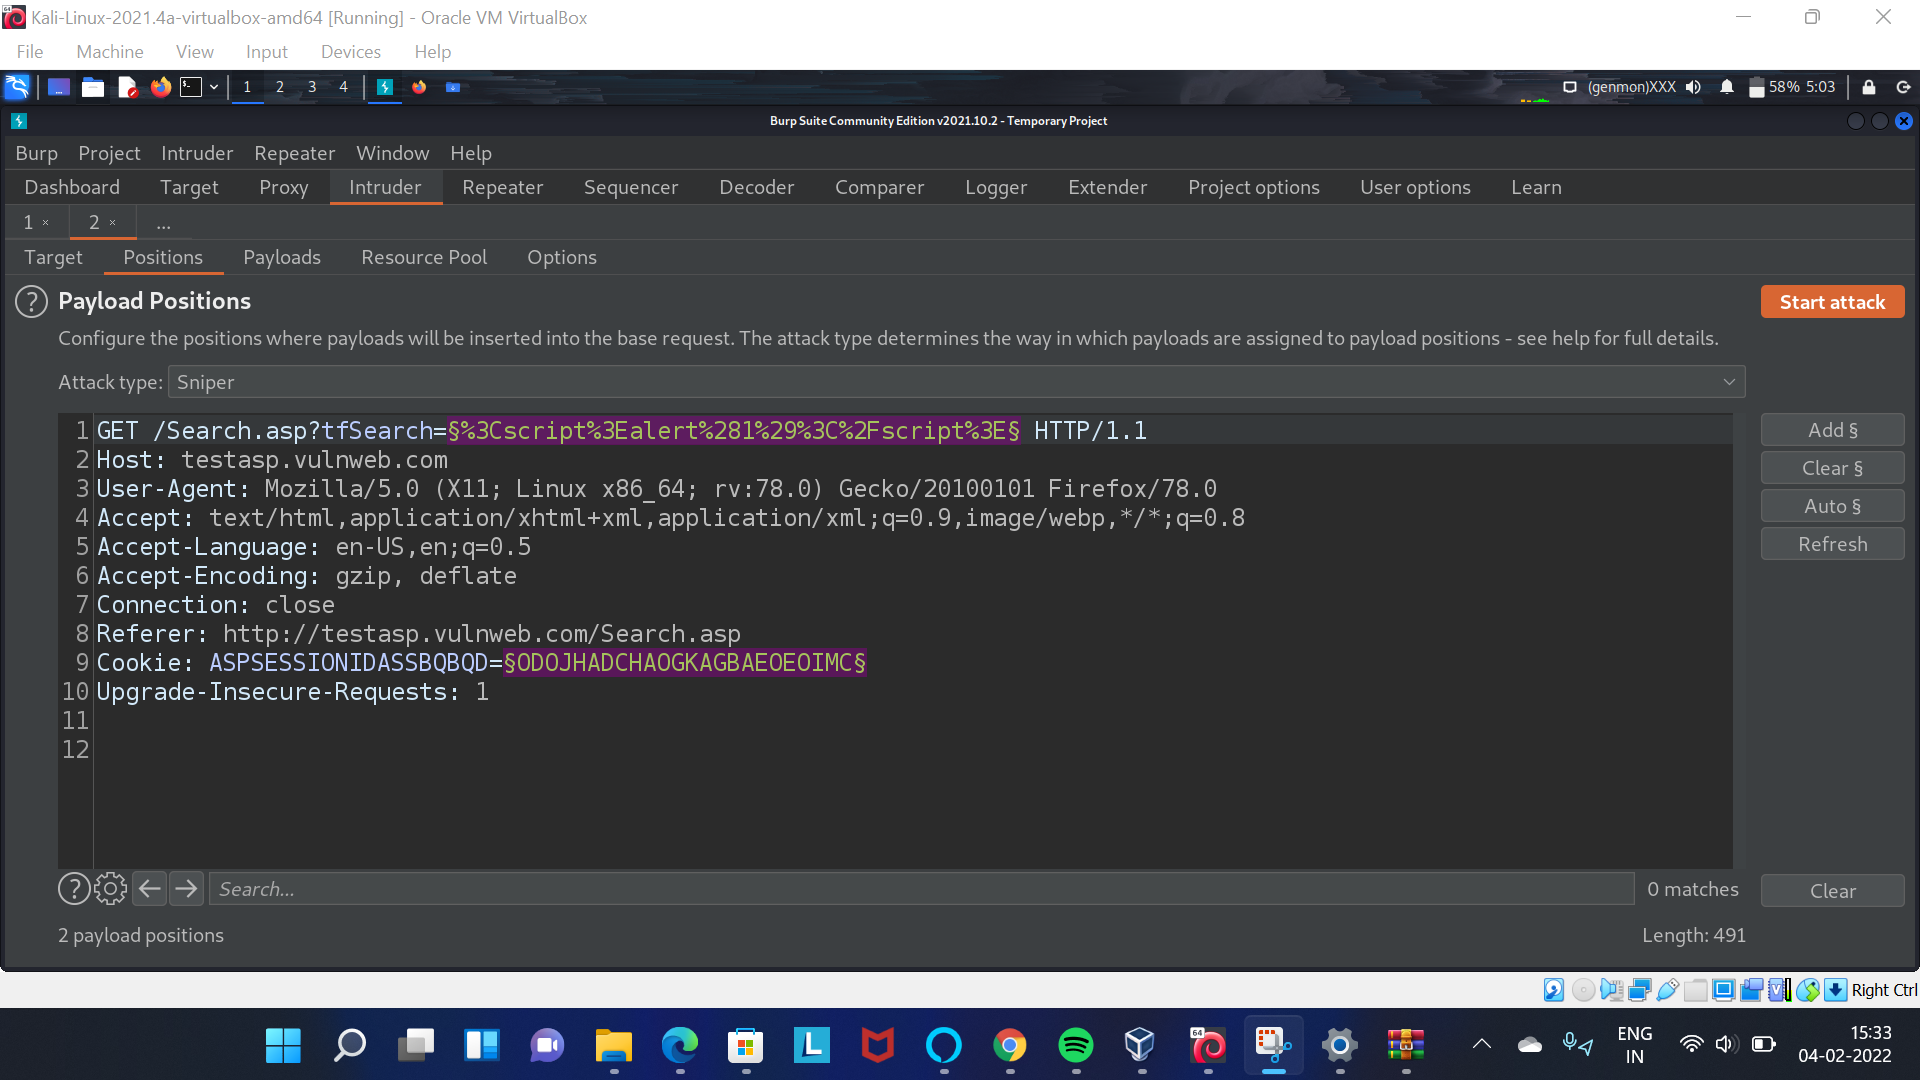 Kali-Linux-2021.4a-virtualbox-amd64 [Running] - Oracle VM VirtualBox
File Machine View Input Devices Help
1 2 3 4 (genmon)XXX 58% 5:03
Burp Suite Community Edition v2021.10.2 - Temporary Project
Burp Project Intruder Repeater Window Help
Dashboard Target Proxy Intruder Repeater Sequencer Decoder Comparer Logger Extender Project options User options Learn
1 × 2 × ...
Target Positions Payloads Resource Pool Options
? Payload Positions
Start attack
Configure the positions where payloads will be inserted into the base request. The attack type determines the way in which payloads are assigned to payload positions - see help for full details.
Attack type: Sniper
1 GET /Search.asp?tfSearch=§%3Cscript%3Ealert%281%29%3C%2Fscript%3E§ HTTP/1.1
2 Host: testasp.vulnweb.com
3 User-Agent: Mozilla/5.0 (X11; Linux x86_64; rv:78.0) Gecko/20100101 Firefox/78.0
4 Accept: text/html,application/xhtml+xml,application/xml;q=0.9,image/webp,*/*;q=0.8
5 Accept-Language: en-US,en;q=0.5
6 Accept-Encoding: gzip, deflate
7 Connection: close
8 Referer: http://testasp.vulnweb.com/Search.asp
9 Cookie: ASPSESSIONIDASSBQBQD=§ODOJHADCHAOGKAGBAEOEOIMC§
10 Upgrade-Insecure-Requests: 1
11
12
Add §
Clear §
Auto §
Refresh
? Search... 0 matches Clear
2 payload positions Length: 491
Right Ctrl
L 64 ENG
IN
15:33
04-02-2022